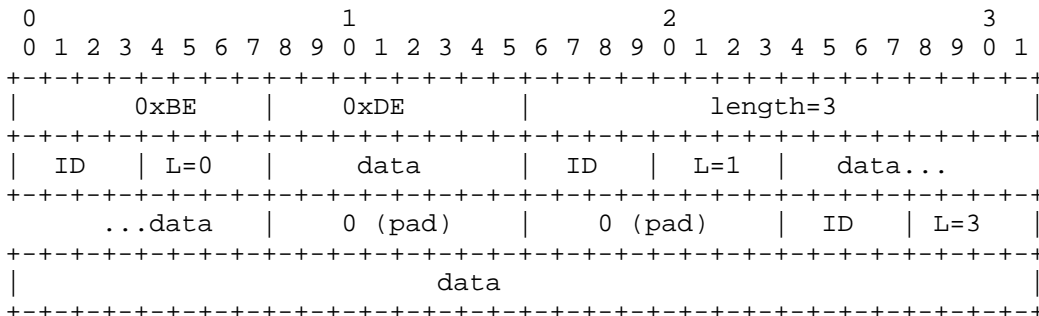 0                   1                   2                   3
 0 1 2 3 4 5 6 7 8 9 0 1 2 3 4 5 6 7 8 9 0 1 2 3 4 5 6 7 8 9 0 1
+-+-+-+-+-+-+-+-+-+-+-+-+-+-+-+-+-+-+-+-+-+-+-+-+-+-+-+-+-+-+-+-+
|       0xBE    |    0xDE       |           length=3            |
+-+-+-+-+-+-+-+-+-+-+-+-+-+-+-+-+-+-+-+-+-+-+-+-+-+-+-+-+-+-+-+-+
|  ID   | L=0   |     data      |  ID   |  L=1  |   data...
+-+-+-+-+-+-+-+-+-+-+-+-+-+-+-+-+-+-+-+-+-+-+-+-+-+-+-+-+-+-+-+-+
      ...data   |    0 (pad)    |    0 (pad)    |  ID   | L=3   |
+-+-+-+-+-+-+-+-+-+-+-+-+-+-+-+-+-+-+-+-+-+-+-+-+-+-+-+-+-+-+-+-+
|                          data                                 |
+-+-+-+-+-+-+-+-+-+-+-+-+-+-+-+-+-+-+-+-+-+-+-+-+-+-+-+-+-+-+-+-+